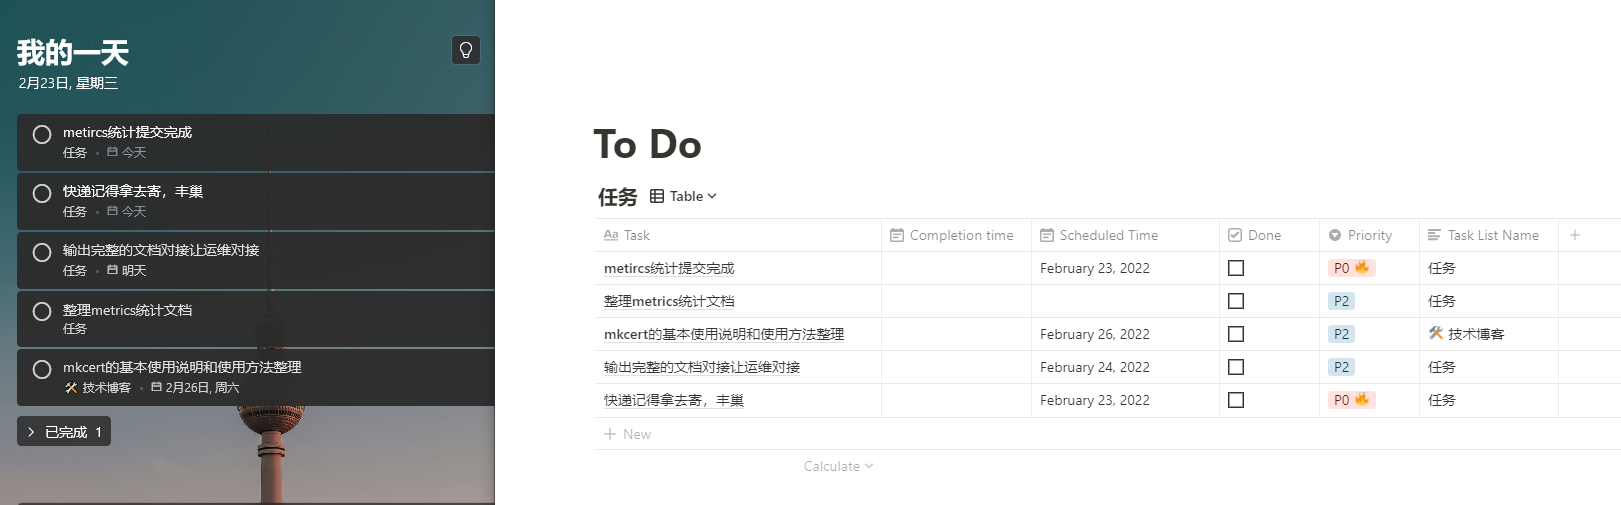 我的一天
2月23日, 星期三
metircs统计提交完成
任务 • 今天
快递记得拿去寄，丰巢
任务 • 今天
输出完整的文档对接让运维对接
任务 • 明天
整理metrics统计文档
任务
mkcert的基本使用说明和使用方法整理
🛠 技术博客 • 2月26日, 周六
已完成 1
To Do
任务 Table
Aa Task Completion time Scheduled Time Done Priority Task List Name +
metircs统计提交完成 February 23, 2022 P0 🔥 任务
整理metrics统计文档 P2 任务
mkcert的基本使用说明和使用方法整理 February 26, 2022 P2 🛠 技术博客
输出完整的文档对接让运维对接 February 24, 2022 P2 任务
快递记得拿去寄，丰巢 February 23, 2022 P0 🔥 任务
+ New
Calculate